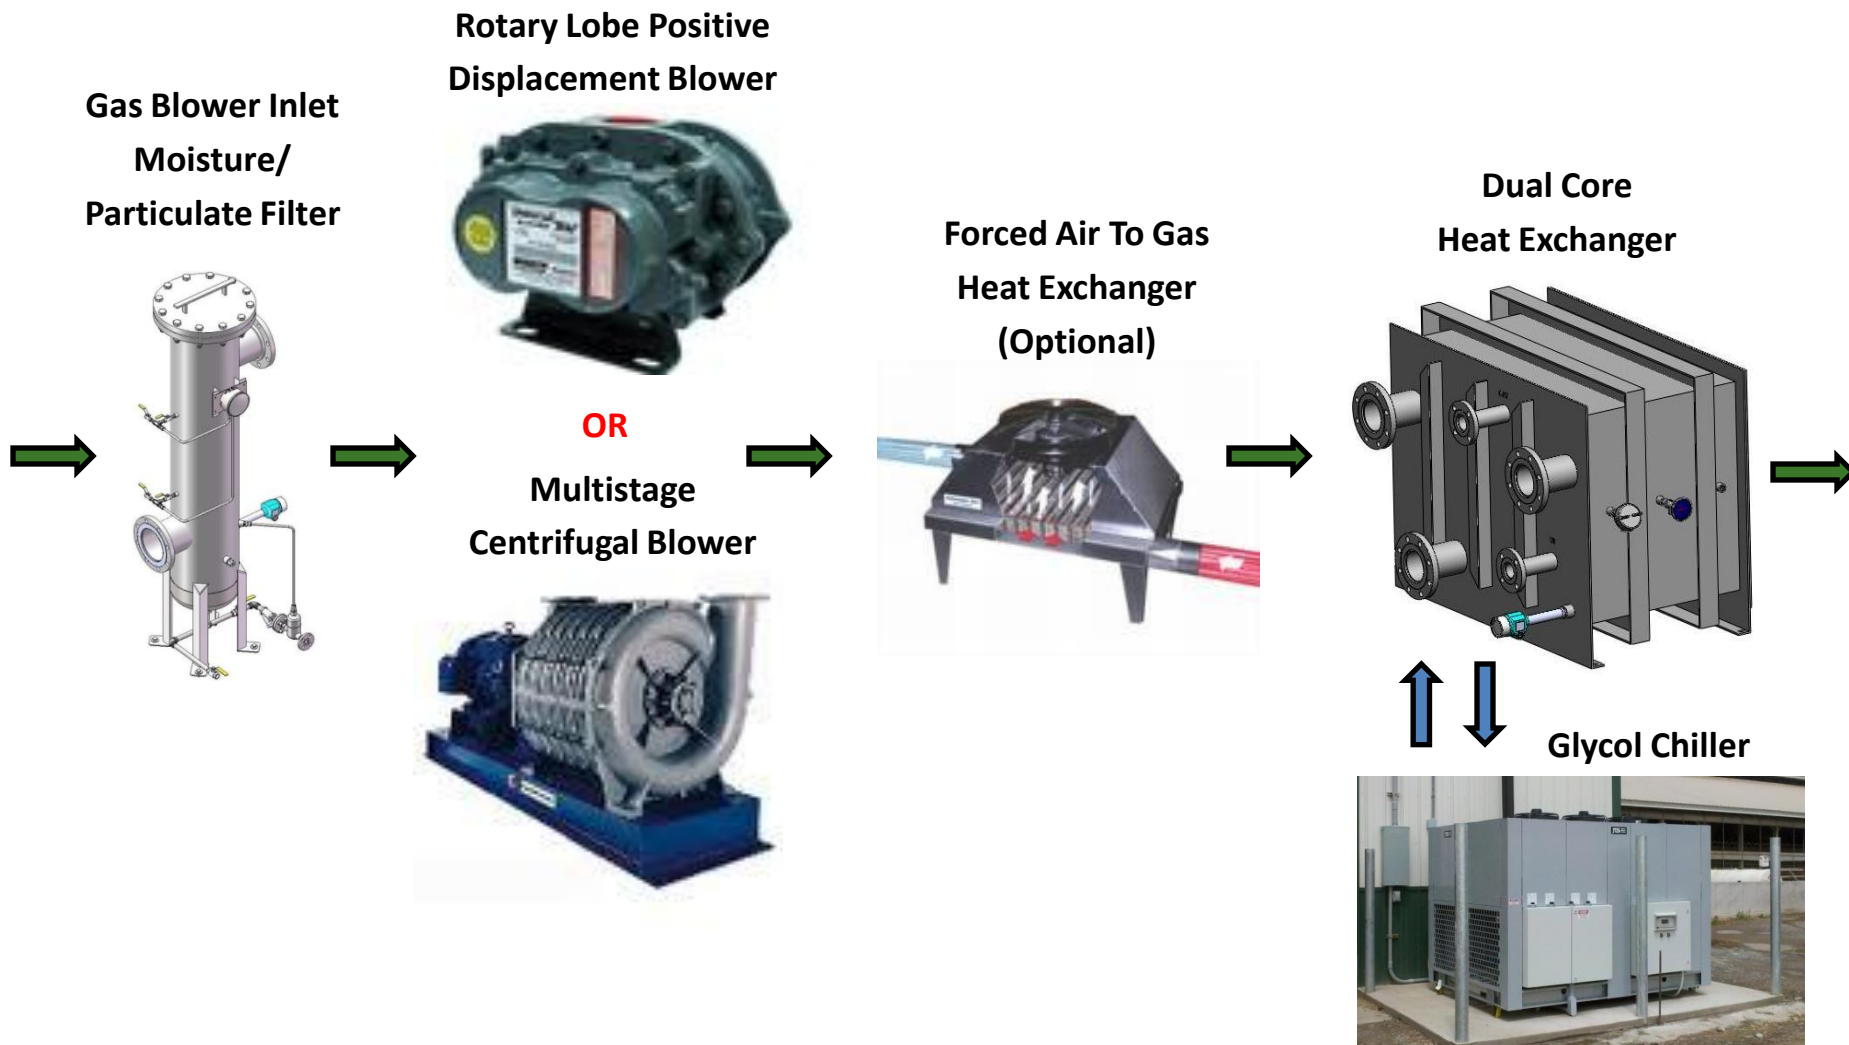 Gas Blower Inlet
Moisture/
Particulate Filter
Rotary Lobe Positive
Displacement Blower
OR
Multistage
Centrifugal Blower
Forced Air To Gas
Heat Exchanger
(Optional)
Dual Core
Heat Exchanger
Glycol Chiller